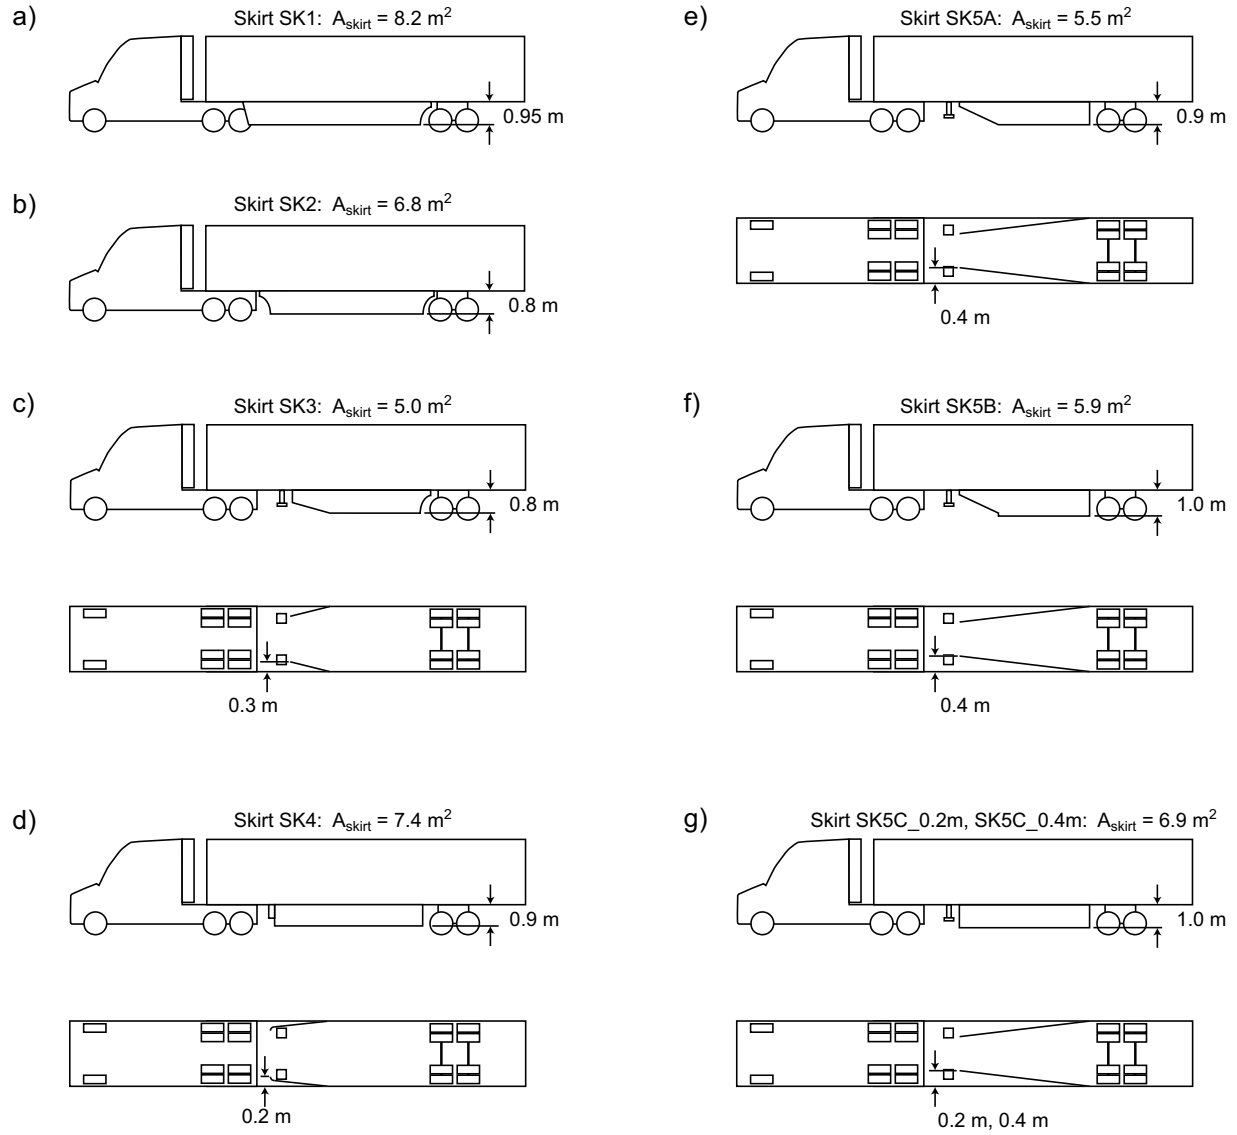 a)
Skirt SK1: Askirt = 8.2 m²
0.95 m
b)
Skirt SK2: Askirt = 6.8 m²
0.8 m
c)
Skirt SK3: Askirt = 5.0 m²
0.8 m
0.3 m
d)
Skirt SK4: Askirt = 7.4 m²
0.9 m
0.2 m
e)
Skirt SK5A: Askirt = 5.5 m²
0.9 m
0.4 m
f)
Skirt SK5B: Askirt = 5.9 m²
1.0 m
0.4 m
g)
Skirt SK5C_0.2m, SK5C_0.4m: Askirt = 6.9 m²
1.0 m
0.2 m, 0.4 m